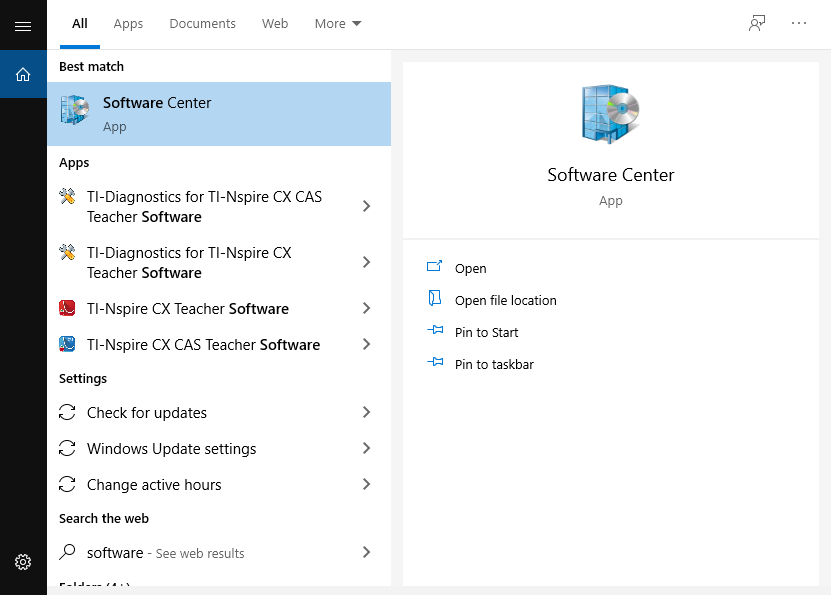 All Apps Documents Web More
Best match
Software Center
App
Apps
TI-Diagnostics for TI-Nspire CX CAS
Teacher Software
TI-Diagnostics for TI-Nspire CX
Teacher Software
TI-Nspire CX Teacher Software
TI-Nspire CX CAS Teacher Software
Settings
Check for updates
Windows Update settings
Change active hours
Search the web
software - See web results
Folders (4+)
Software Center
App
Open
Open file location
Pin to Start
Pin to taskbar